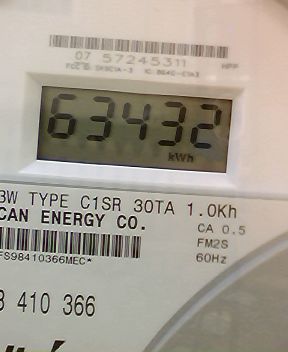 07 57245311
63432
kWh
3W TYPE C1SR 30TA 1.0Kh
CAN ENERGY CO. CA 0.5
FM2S
FS98410366MEC* 60Hz
410 366